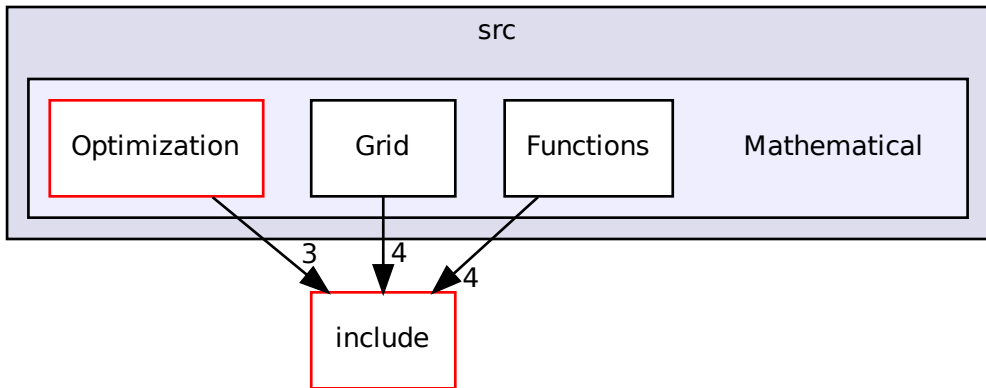 src
Optimization
Grid
Functions
Mathematical
3
4
4
include